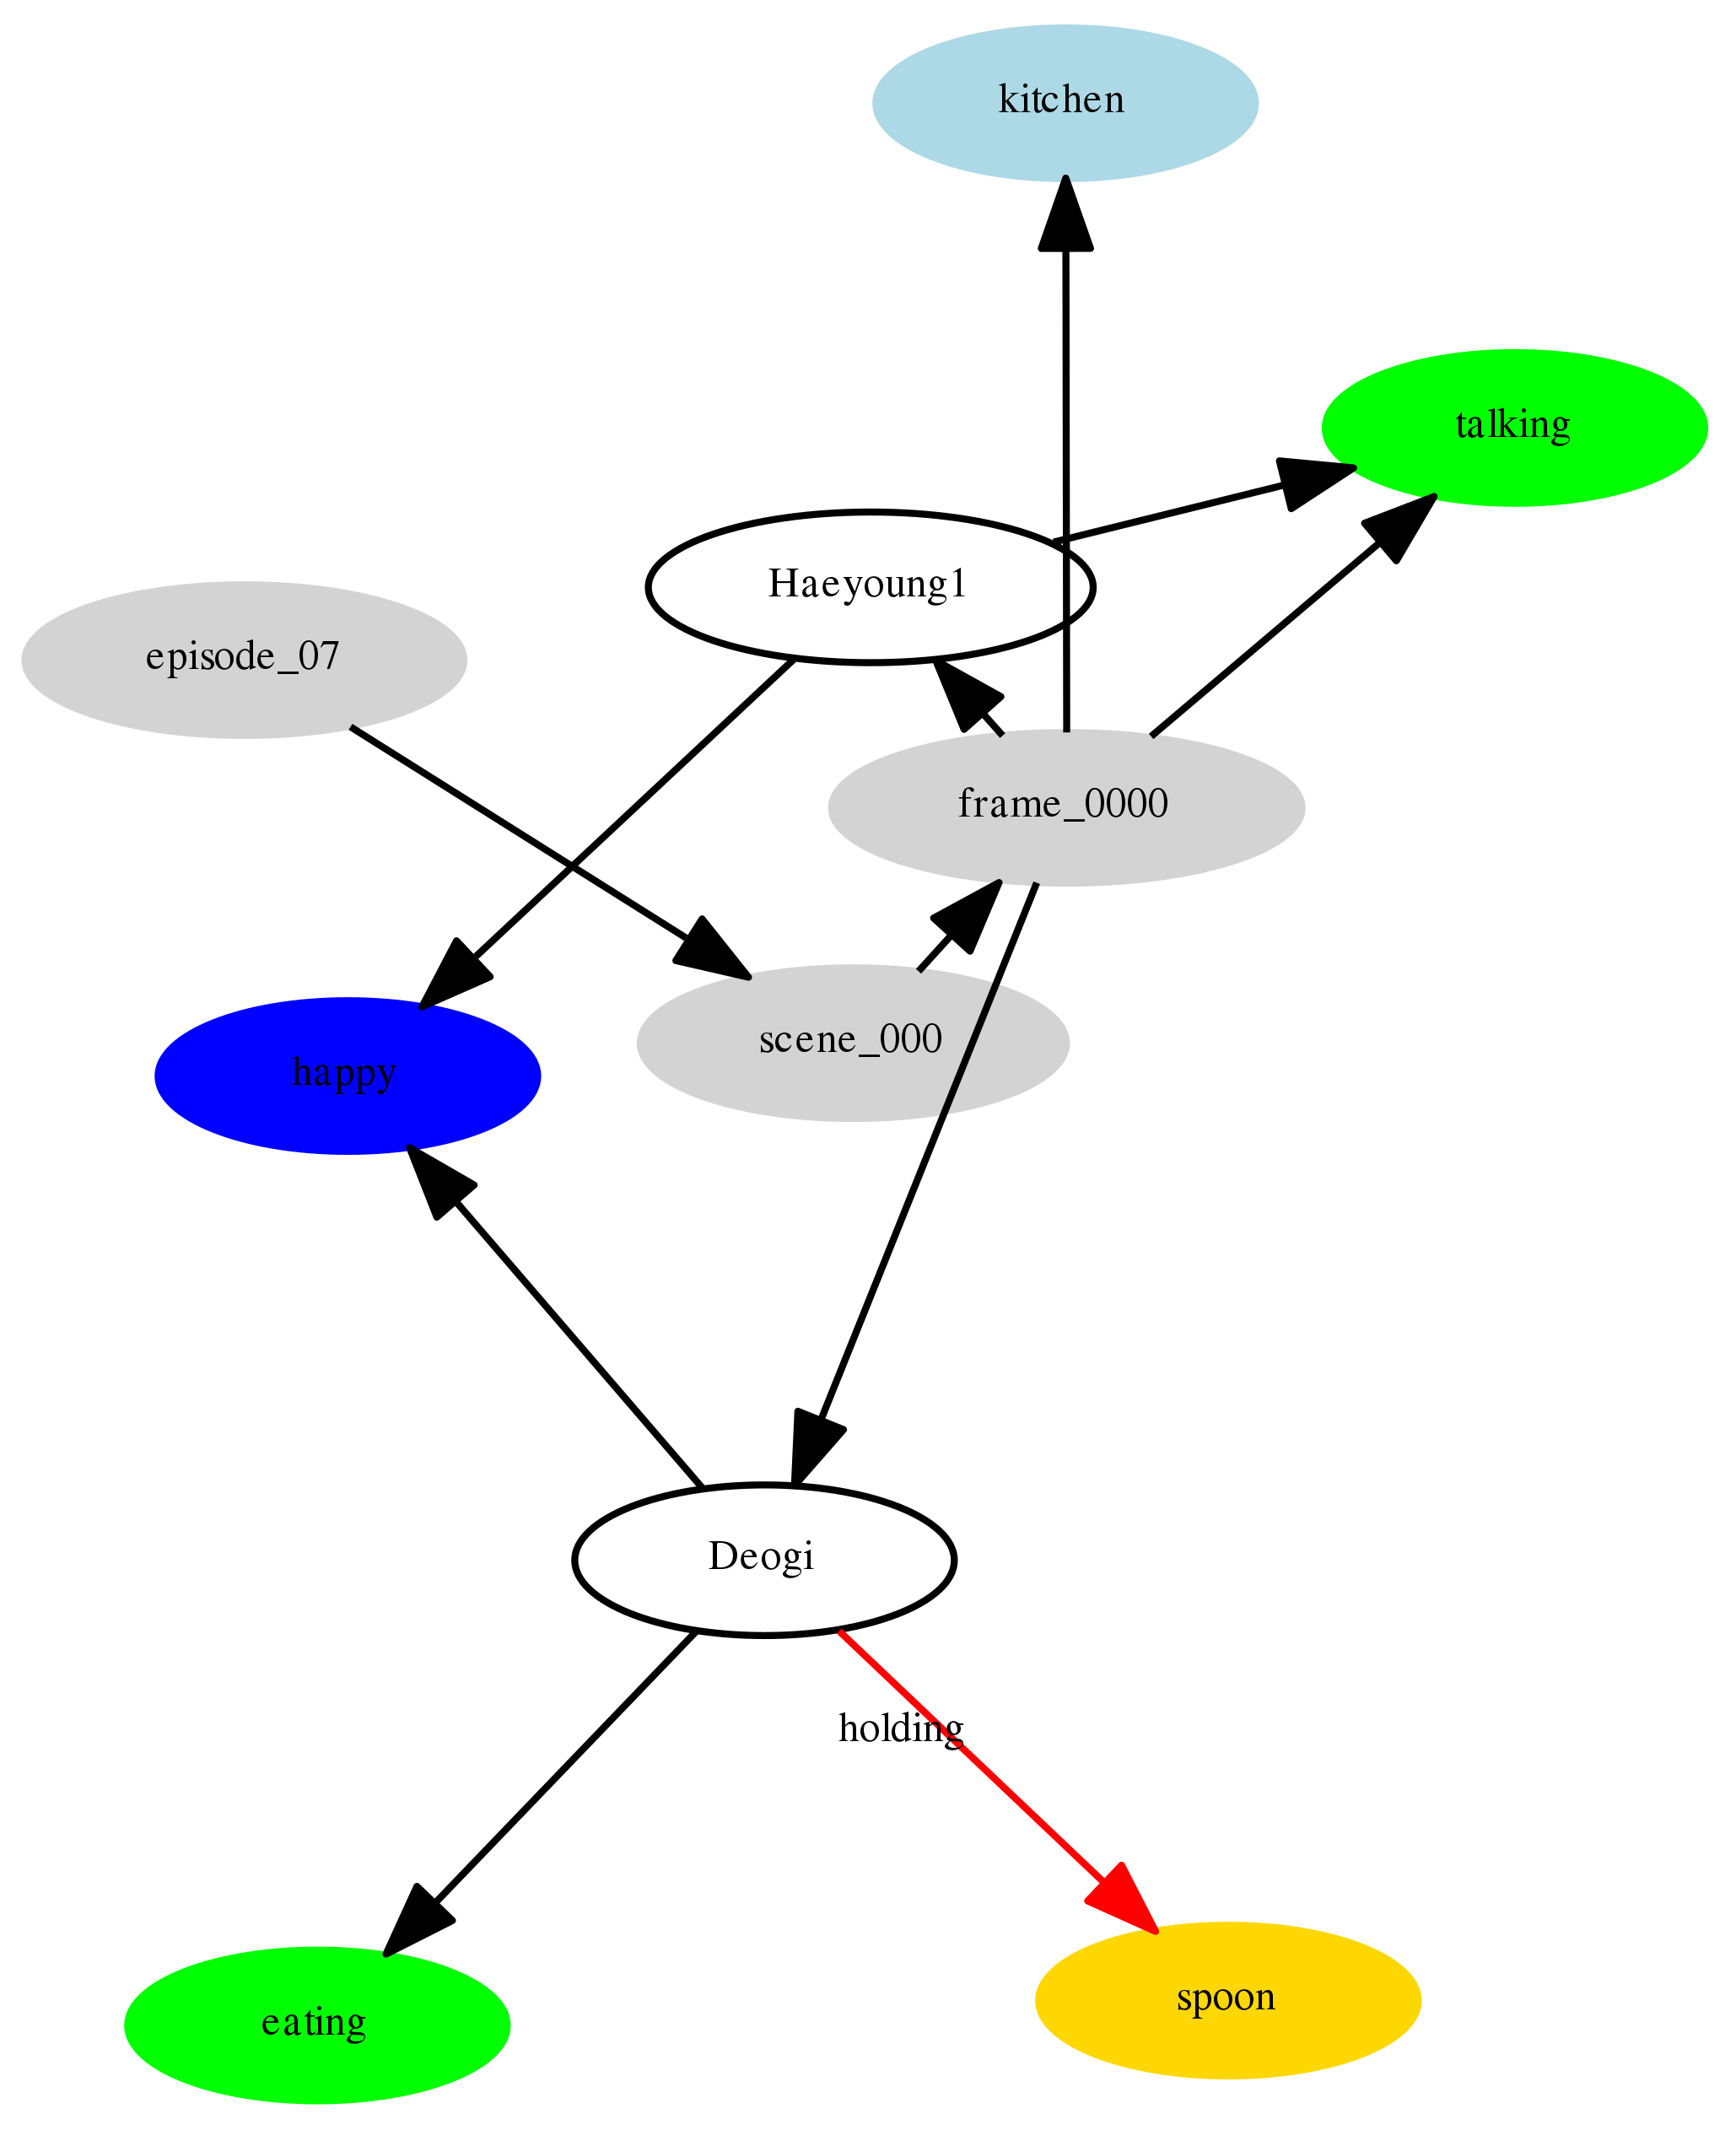 kitchen
talking
Haeyoung1
episode_07
frame_0000
scene_000
happy
Deogi
holding
spoon
eating